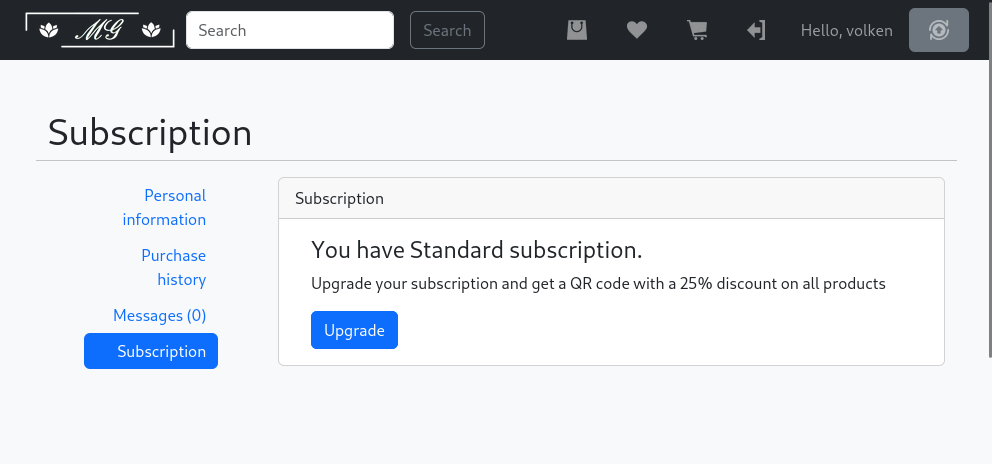 MG
Search
Search
Hello, volken
Subscription
Personal
information
Purchase
history
Messages (0)
Subscription
Subscription
You have Standard subscription.
Upgrade your subscription and get a QR code with a 25% discount on all products
Upgrade